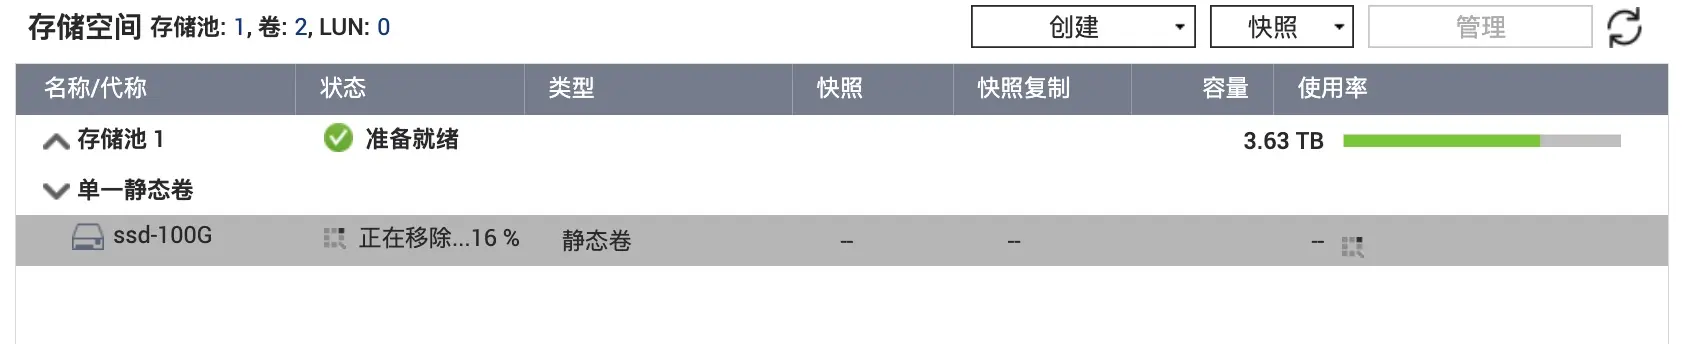 存储空间 存储池: 1, 卷: 2, LUN: 0 创建 快照 管理
名称/代称 状态 类型 快照 快照复制 容量 使用率
存储池 1 准备就绪 3.63 TB
单一静态卷
ssd-100G 正在移除...16 % 静态卷 -- -- --